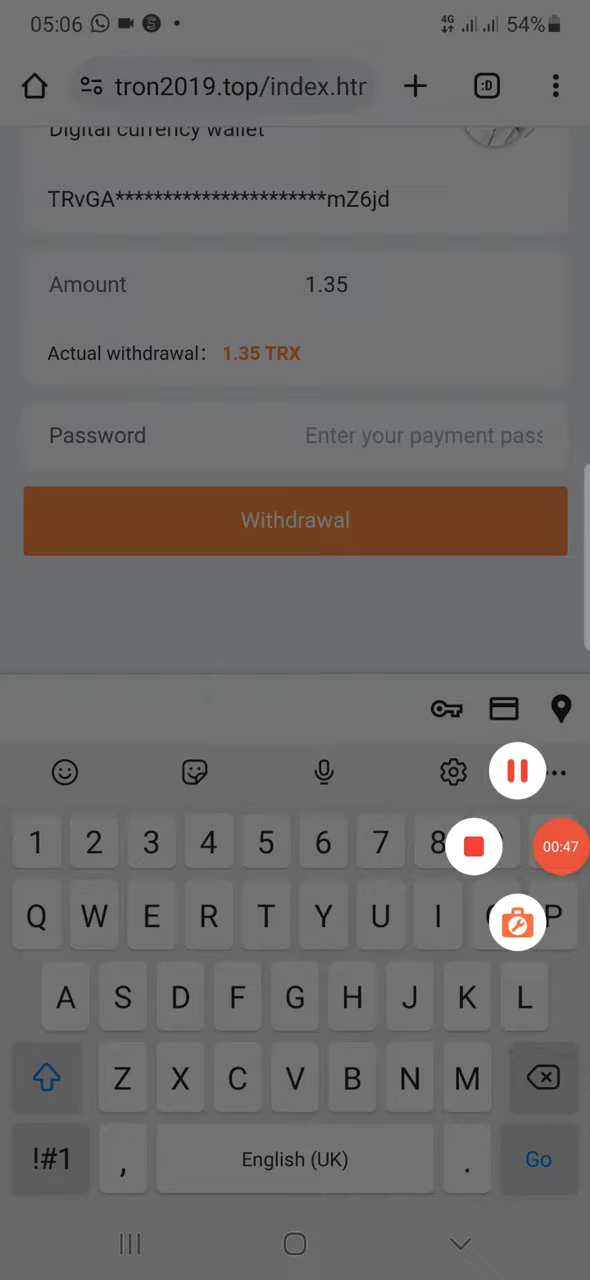 05:06 4G 54%
tron2019.top/index.htr :D
Digital currency wallet
TRvGA**********************mZ6jd
Amount 1.35
Actual withdrawal: 1.35 TRX
Password Enter your payment pass
Withdrawal
1 2 3 4 5 6 7 8 00:47
Q W E R T Y U I P
A S D F G H J K L
Z X C V B N M
!#1 , English (UK) . Go